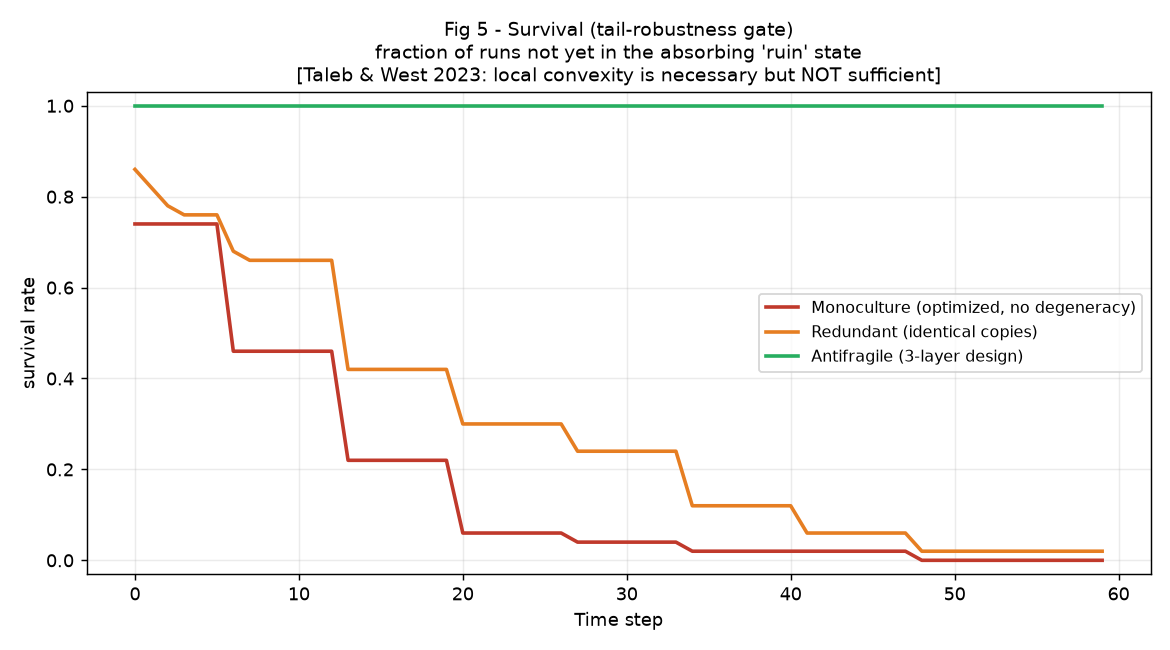 Fig 5 - Survival (tail-robustness gate)
fraction of runs not yet in the absorbing 'ruin' state
[Taleb & West 2023: local convexity is necessary but NOT sufficient]
1.0
0.8
0.6
0.4
0.2
0.0
survival rate
Monoculture (optimized, no degeneracy)
Redundant (identical copies)
Antifragile (3-layer design)
0 10 20 30 40 50 60
Time step